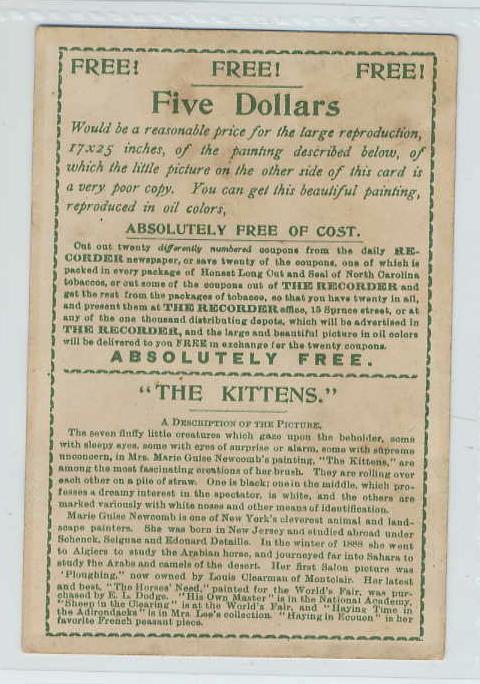 FREE! FREE! FREE!
Five Dollars
Would be a reasonable price for the large reproduction,
17x25 inches, of the painting described below, of
which the little picture on the other side of this card is
a very poor copy. You can get this beautiful painting,
reproduced in oil colors,
ABSOLUTELY FREE OF COST.
Cut out twenty differently numbered coupons from the daily RE-
CORDER newspaper, or save twenty of the coupons, one of which is
packed in every package of Honest Long Cut and Seal of North Carolina
tobaccos, or cut some of the coupons out of THE RECORDER and
get the rest from the packages of tobacco, so that you have twenty in all,
and present them at THE RECORDER office, 15 Spruce street, or at
any of the one thousand distributing depots, which will be advertised in
THE RECORDER, and the large and beautiful picture in oil colors
will be delivered to you FREE in exchange for the twenty coupons.
ABSOLUTELY FREE.
"THE KITTENS."
A DESCRIPTION OF THE PICTURE.
The seven fluffy little creatures which gaze upon the beholder, some
with sleepy eyes, some with eyes of surprise or alarm, some with supreme
unconcern, in Mrs. Marie Guise Newcomb's painting, "The Kittens," are
among the most fascinating creations of her brush. They are rolling over
each other on a pile of straw. One is black; one in the middle, which pro-
fesses a dreamy interest in the spectator, is white, and the others are
marked variously with white noses and other means of identification.
Marie Guise Newcomb is one of New York's cleverest animal and land-
scape painters. She was born in New Jersey and studied abroad under
Schenck, Seignac and Edouard Detaille. In the winter of 1888 she went
to Algiers to study the Arabian horse, and journeyed far into Sahara to
study the Arabs and camels of the desert. Her first Salon picture was
'Ploughing,' now owned by Louis Clearman of Montclair. Her latest
and best, "The Horses' Need," painted for the World's Fair, was pur-
chased by E. L. Dodge. "His Own Master" is in the National Academy,
"Sheep in the Clearing" is at the World's Fair, and "Haying Time in
the Adirondacks" is in Mrs. Lee's collection. "Haying in Ecouen" is her
favorite French peasant piece.